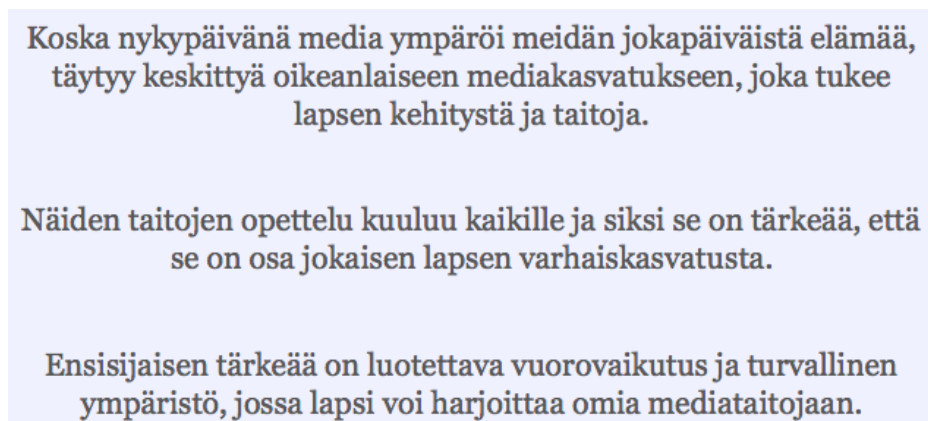 Koska nykypäivänä media ympäröi meidän jokapäiväistä elämää,
täytyy keskittyä oikeanlaiseen mediakasvatukseen, joka tukee
lapsen kehitystä ja taitoja.
Näiden taitojen opettelu kuuluu kaikille ja siksi se on tärkeää, että
se on osa jokaisen lapsen varhaiskasvatusta.
Ensisijaisen tärkeää on luotettava vuorovaikutus ja turvallinen
ympäristö, jossa lapsi voi harjoittaa omia mediataitojaan.